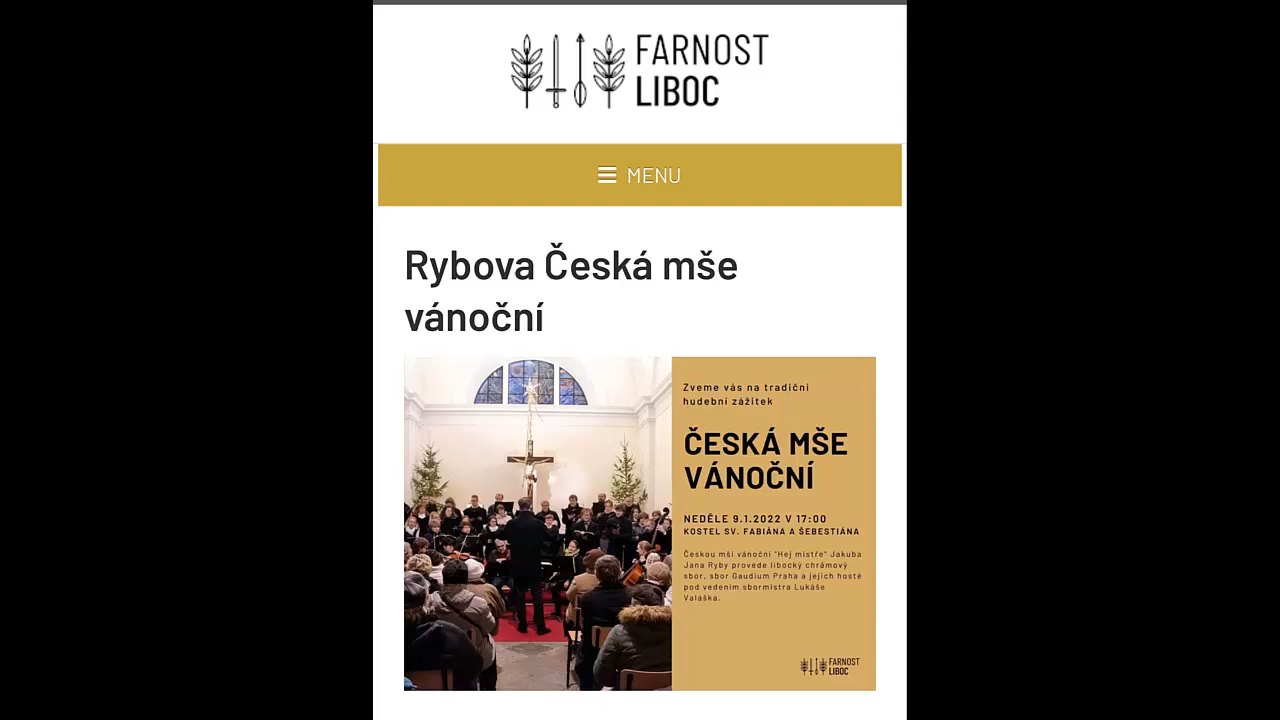 FARNOST
LIBOC
MENU
Rybova Česká mše
vánoční
Zveme vás na tradiční
hudební zážitek
ČESKÁ MŠE
VÁNOČNÍ
NEDĚLE 9.1.2022 V 17:00
KOSTEL SV. FABIÁNA A ŠEBESTIÁNA
Českou mši vánoční "Hej mistře" Jakuba
Jana Ryby provede libocký chrámový
sbor, sbor Gaudium Praha a jejich hosté
pod vedením sbormistra Lukáše
Valáška.
FARNOST
LIBOC